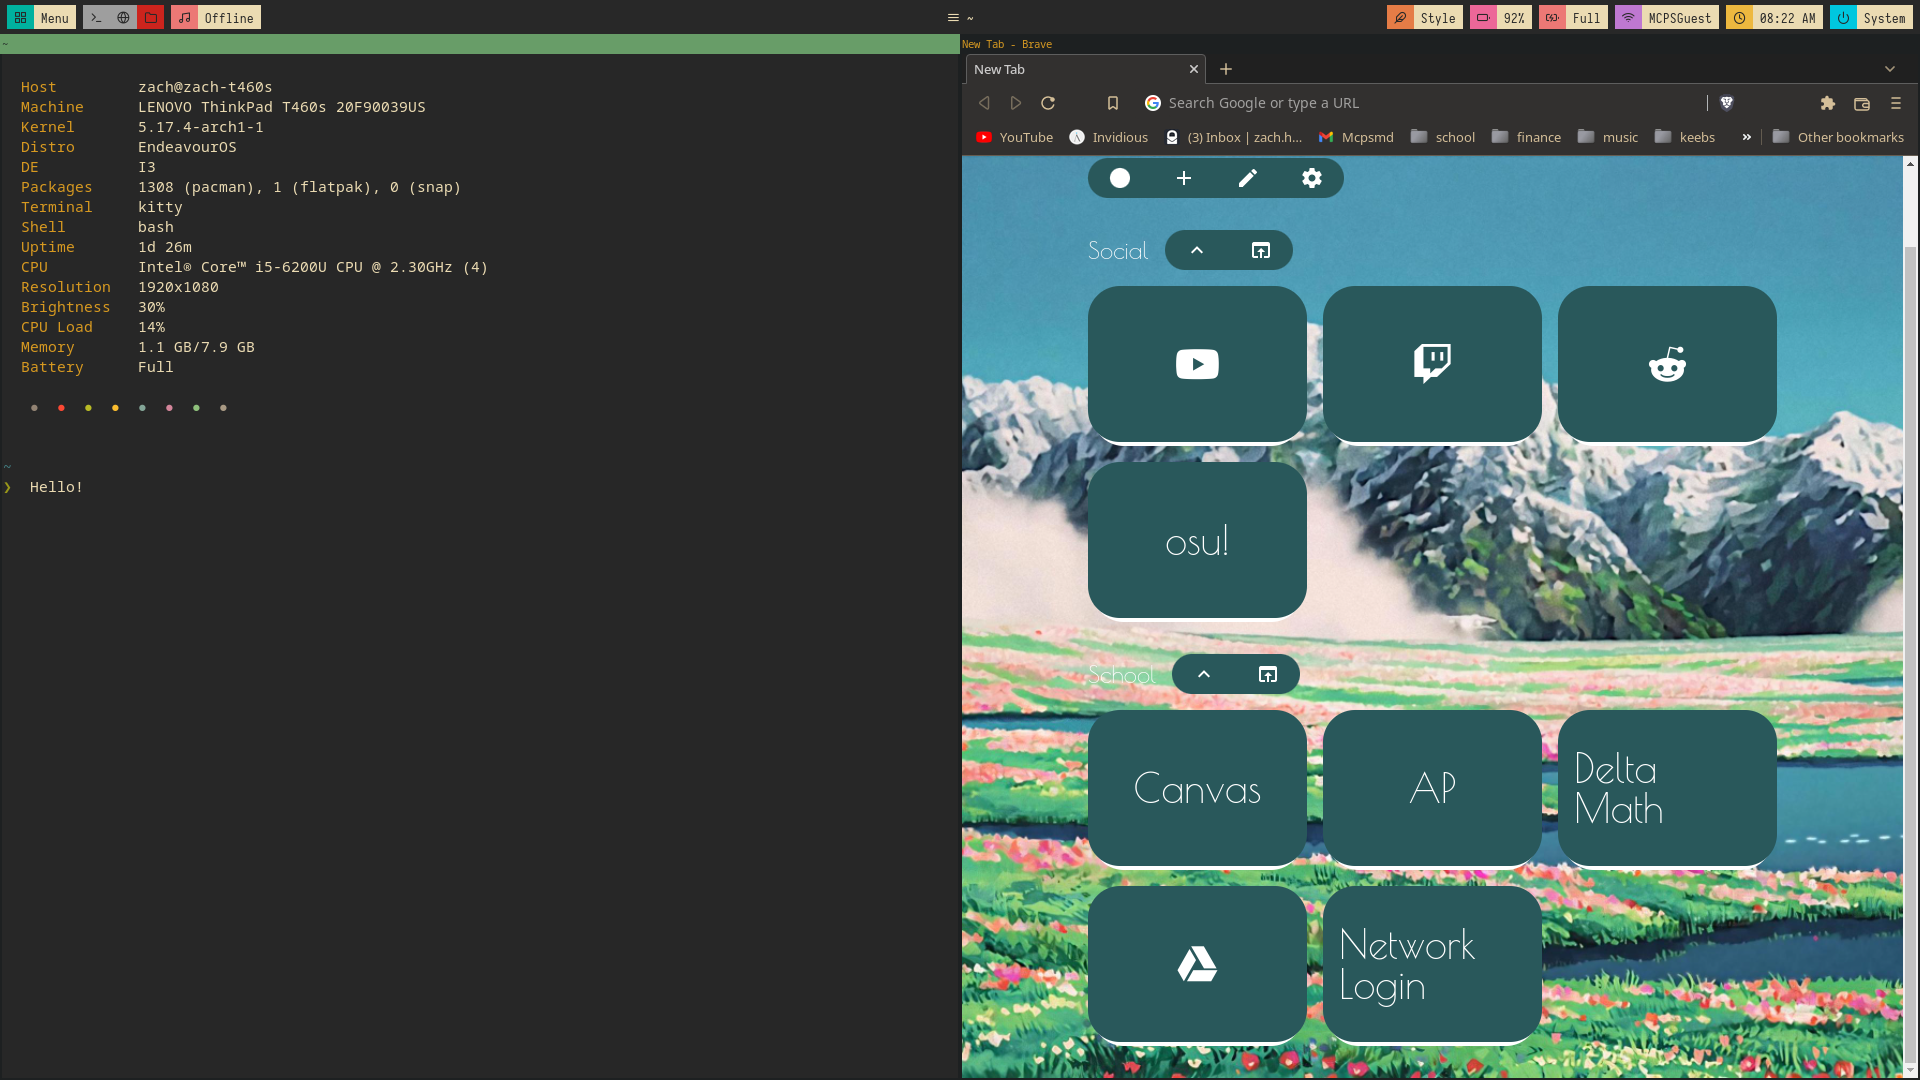 Menu
Offline
~
Style
92%
Full
MCPSGuest
08:22 AM
System
~
Host zach@zach-t460s
Machine LENOVO ThinkPad T460s 20F90039US
Kernel 5.17.4-arch1-1
Distro EndeavourOS
DE I3
Packages 1308 (pacman), 1 (flatpak), 0 (snap)
Terminal kitty
Shell bash
Uptime 1d 26m
CPU Intel® Core™ i5-6200U CPU @ 2.30GHz (4)
Resolution 1920x1080
Brightness 30%
CPU Load 14%
Memory 1.1 GB/7.9 GB
Battery Full
~
❯ Hello!
New Tab - Brave
New Tab
Search Google or type a URL
YouTube
Invidious
(3) Inbox | zach.h...
Mcpsmd
school
finance
music
keebs
»
Other bookmarks
Social
osu!
School
Canvas
AP
Delta
Math
Network
Login